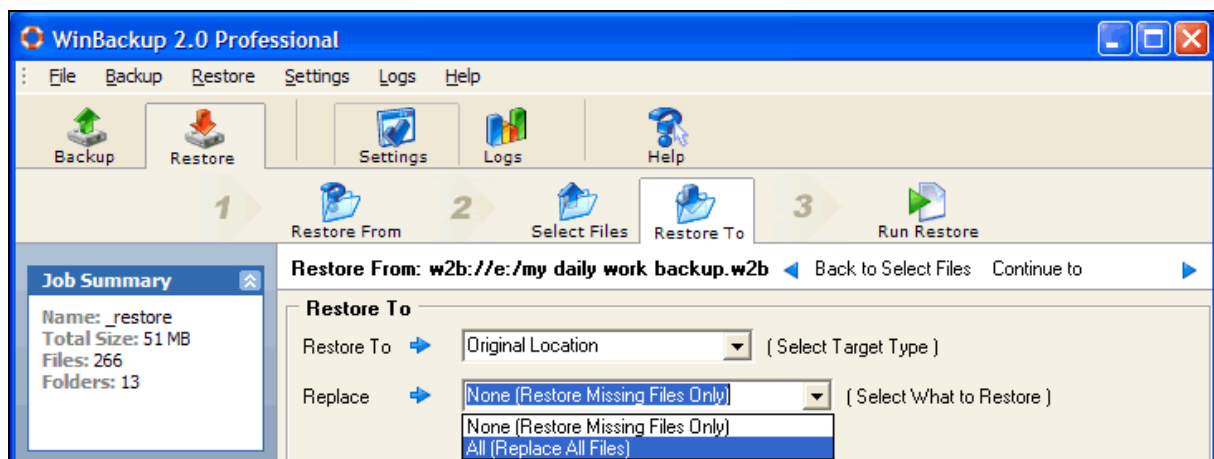 WinBackup 2.0 Professional
File Backup Restore Settings Logs Help
Backup Restore Settings Logs Help
1 Restore From 2 Select Files Restore To 3 Run Restore
Restore From: w2b://e:/my daily work backup.w2b Back to Select Files Continue to
Job Summary
Name: _restore
Total Size: 51 MB
Files: 266
Folders: 13
Restore To
Restore To Original Location ( Select Target Type )
Replace None (Restore Missing Files Only) ( Select What to Restore )
None (Restore Missing Files Only)
All (Replace All Files)